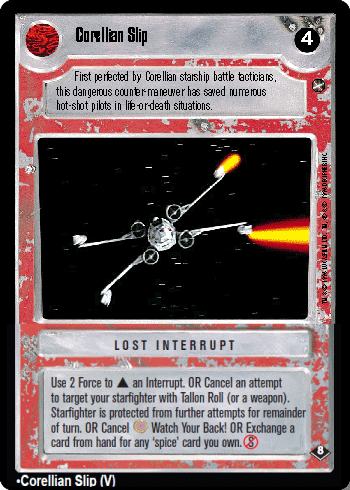 Corellian Slip
4
First perfected by Corellian starship battle tacticians,
this dangerous counter-maneuver has saved numerous
hot-shot pilots in life-or-death situations.
LOST INTERRUPT
Use 2 Force to ▲ an Interrupt. OR Cancel an attempt
to target your starfighter with Tallon Roll (or a weapon).
Starfighter is protected from further attempts for remainder
of turn. OR Cancel Watch Your Back! OR Exchange a
card from hand for any 'spice' card you own. S
8
•Corellian Slip (V)